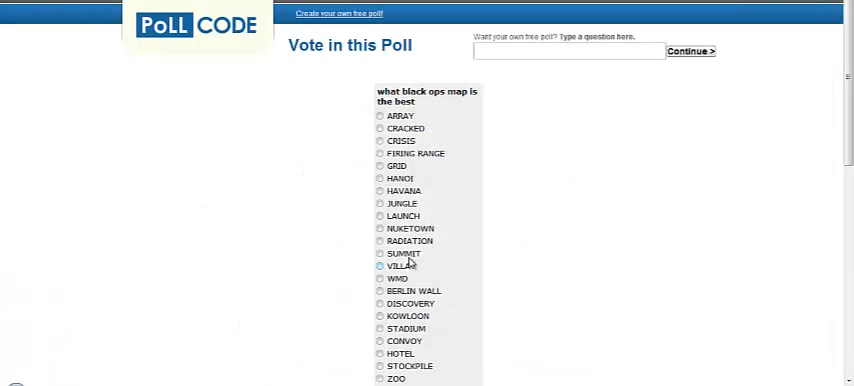 PoLL CODE
Create your own free poll!
Vote in this Poll
Want your own free poll? Type a question here.
Continue >
what black ops map is
the best
ARRAY
CRACKED
CRISIS
FIRING RANGE
GRID
HANOI
HAVANA
JUNGLE
LAUNCH
NUKETOWN
RADIATION
SUMMIT
VILLA
WMD
BERLIN WALL
DISCOVERY
KOWLOON
STADIUM
CONVOY
HOTEL
STOCKPILE
ZOO